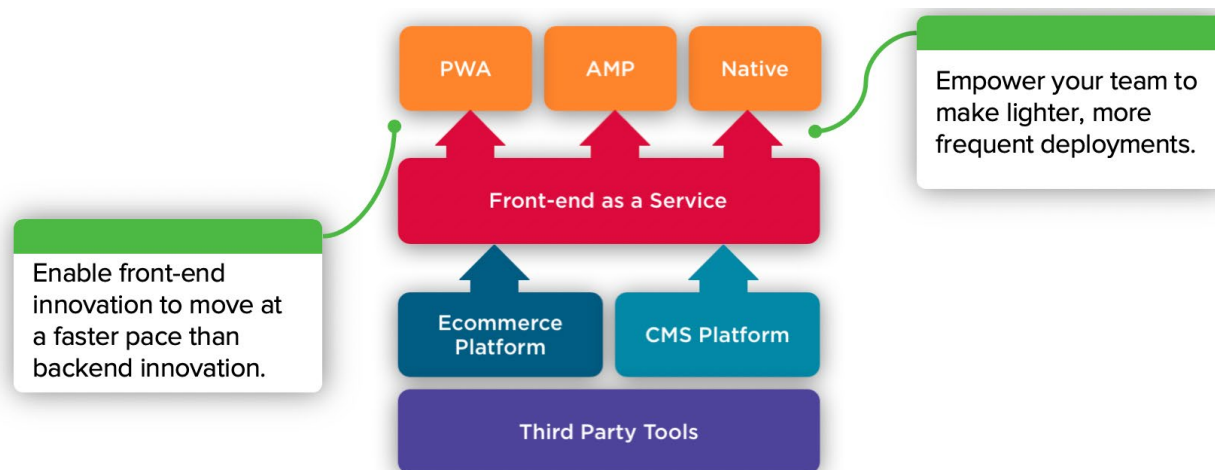 PWA
AMP
Native
Empower your team to
make lighter, more
frequent deployments.
Front-end as a Service
Enable front-end
innovation to move at
a faster pace than
backend innovation.
Ecommerce
Platform
CMS Platform
Third Party Tools